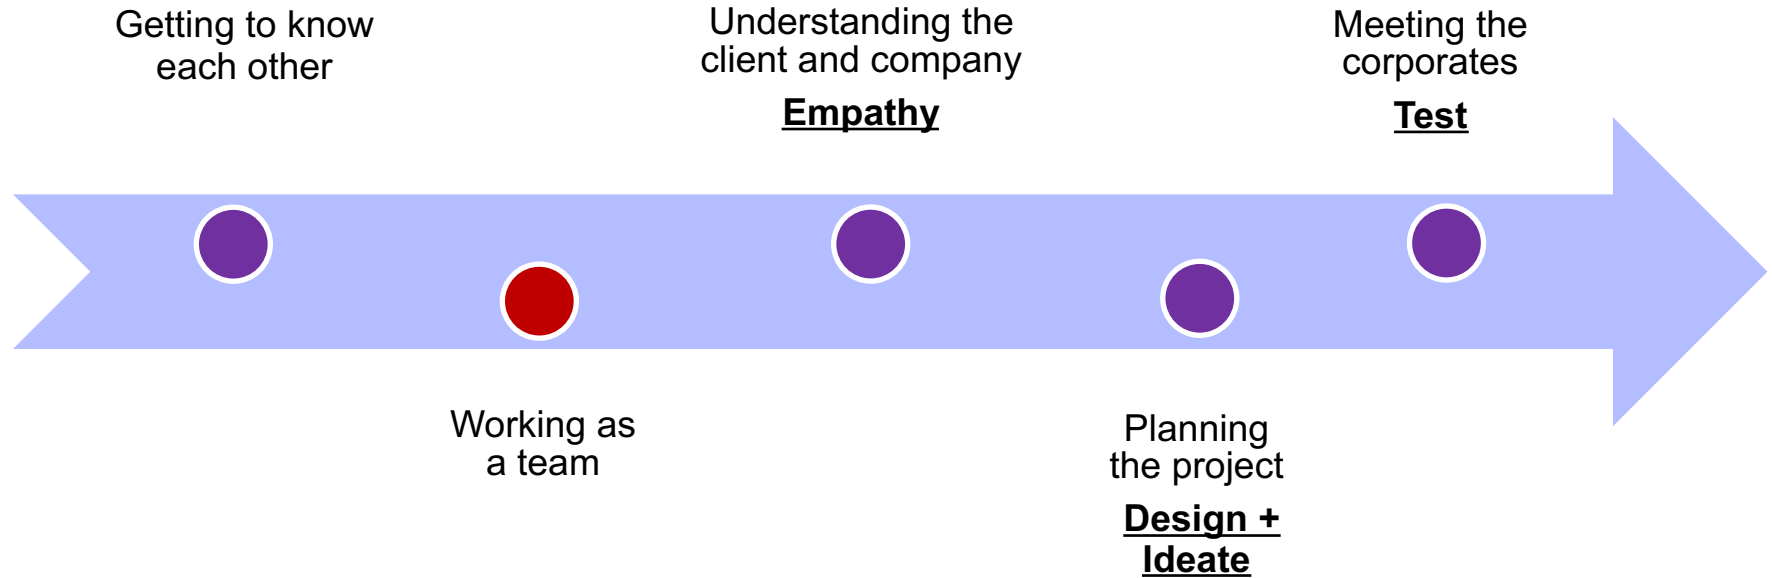 Getting to know
each other
Working as
a team
Understanding the
client and company
Empathy
Planning
the project
Design +
Ideate
Meeting the
corporates
Test